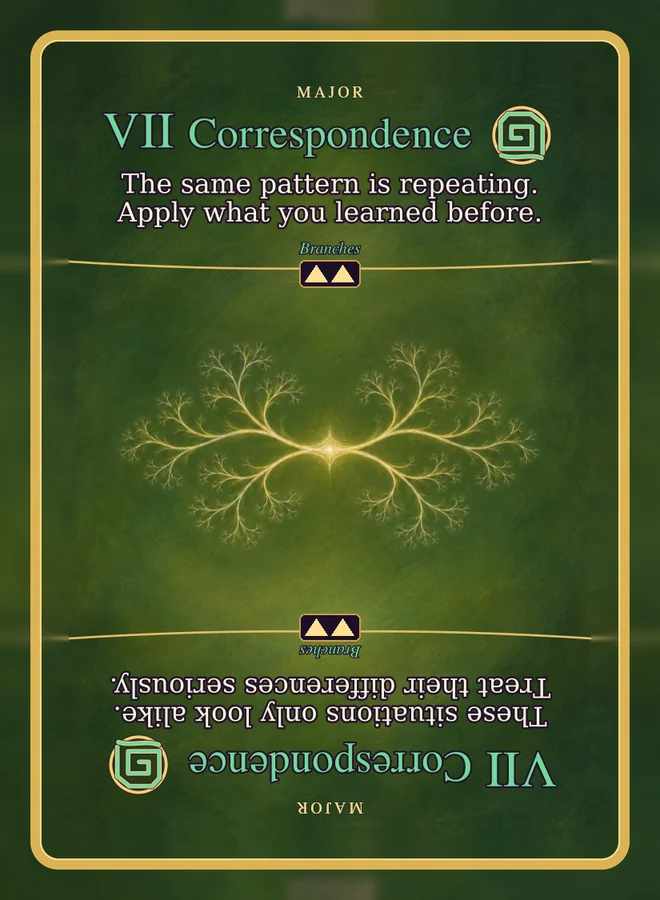 MAJOR
VII Correspondence
The same pattern is repeating.
Apply what you learned before.
Branches
Branches
Treat their differences seriously.
These situations only look alike.
VII Correspondence
MAJOR